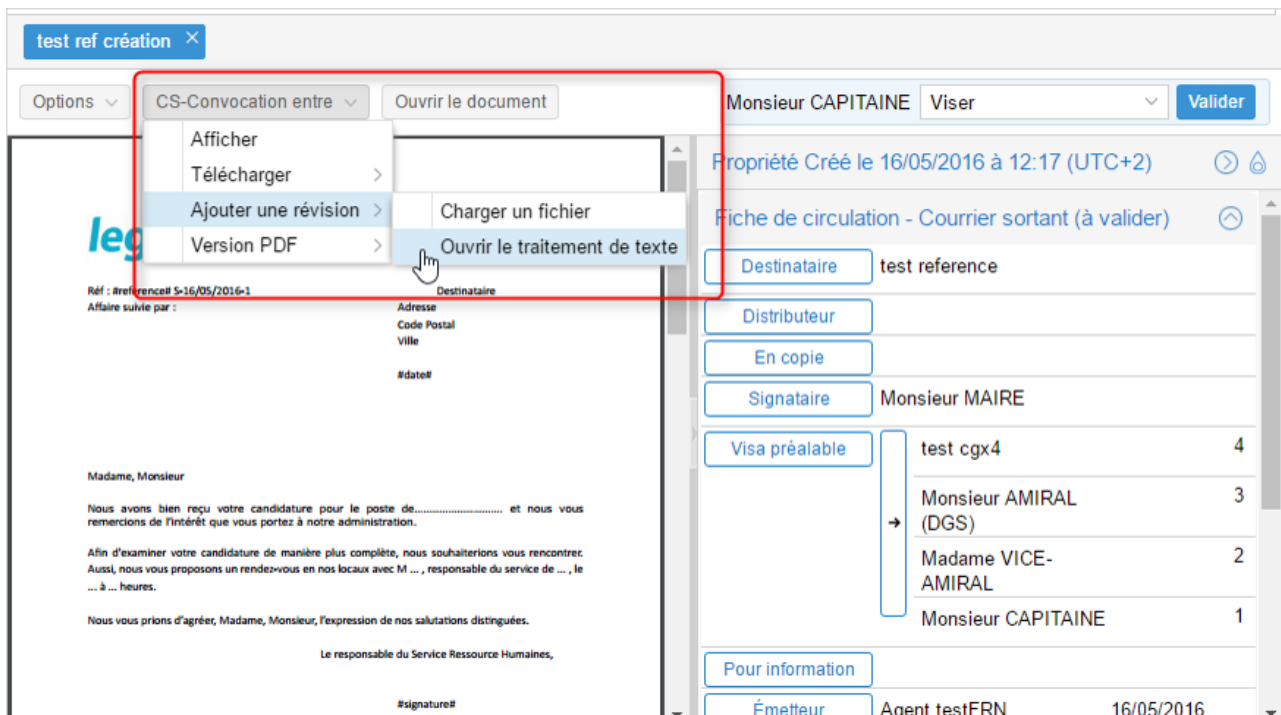 test ref création ×
Options
CS-Convocation entre
Ouvrir le document
Monsieur CAPITAINE
Viser
Valider
Afficher
Télécharger
Ajouter une révision
Version PDF
Charger un fichier
Ouvrir le traitement de texte
leg
Réf : #reference# S-16/05/2016-1
Affaire suivie par :
Destinataire
Adresse
Code Postal
Ville
#date#
Madame, Monsieur
Nous avons bien reçu votre candidature pour le poste de.............................. et nous vous
remercions de l'intérêt que vous portez à notre administration.
Afin d'examiner votre candidature de manière plus complète, nous souhaiterions vous rencontrer.
Aussi, nous vous proposons un rendez-vous en nos locaux avec M ... , responsable du service de ... , le
... à ... heures.
Nous vous prions d'agréer, Madame, Monsieur, l'expression de nos salutations distinguées.
Le responsable du Service Ressource Humaines,
#signature#
Propriété Créé le 16/05/2016 à 12:17 (UTC+2)
Fiche de circulation - Courrier sortant (à valider)
Destinataire test reference
Distributeur
En copie
Signataire Monsieur MAIRE
Visa préalable
test cgx4 4
Monsieur AMIRAL 3
(DGS)
Madame VICE- 2
AMIRAL
Monsieur CAPITAINE 1
Pour information
Émetteur Agent testFRN 16/05/2016